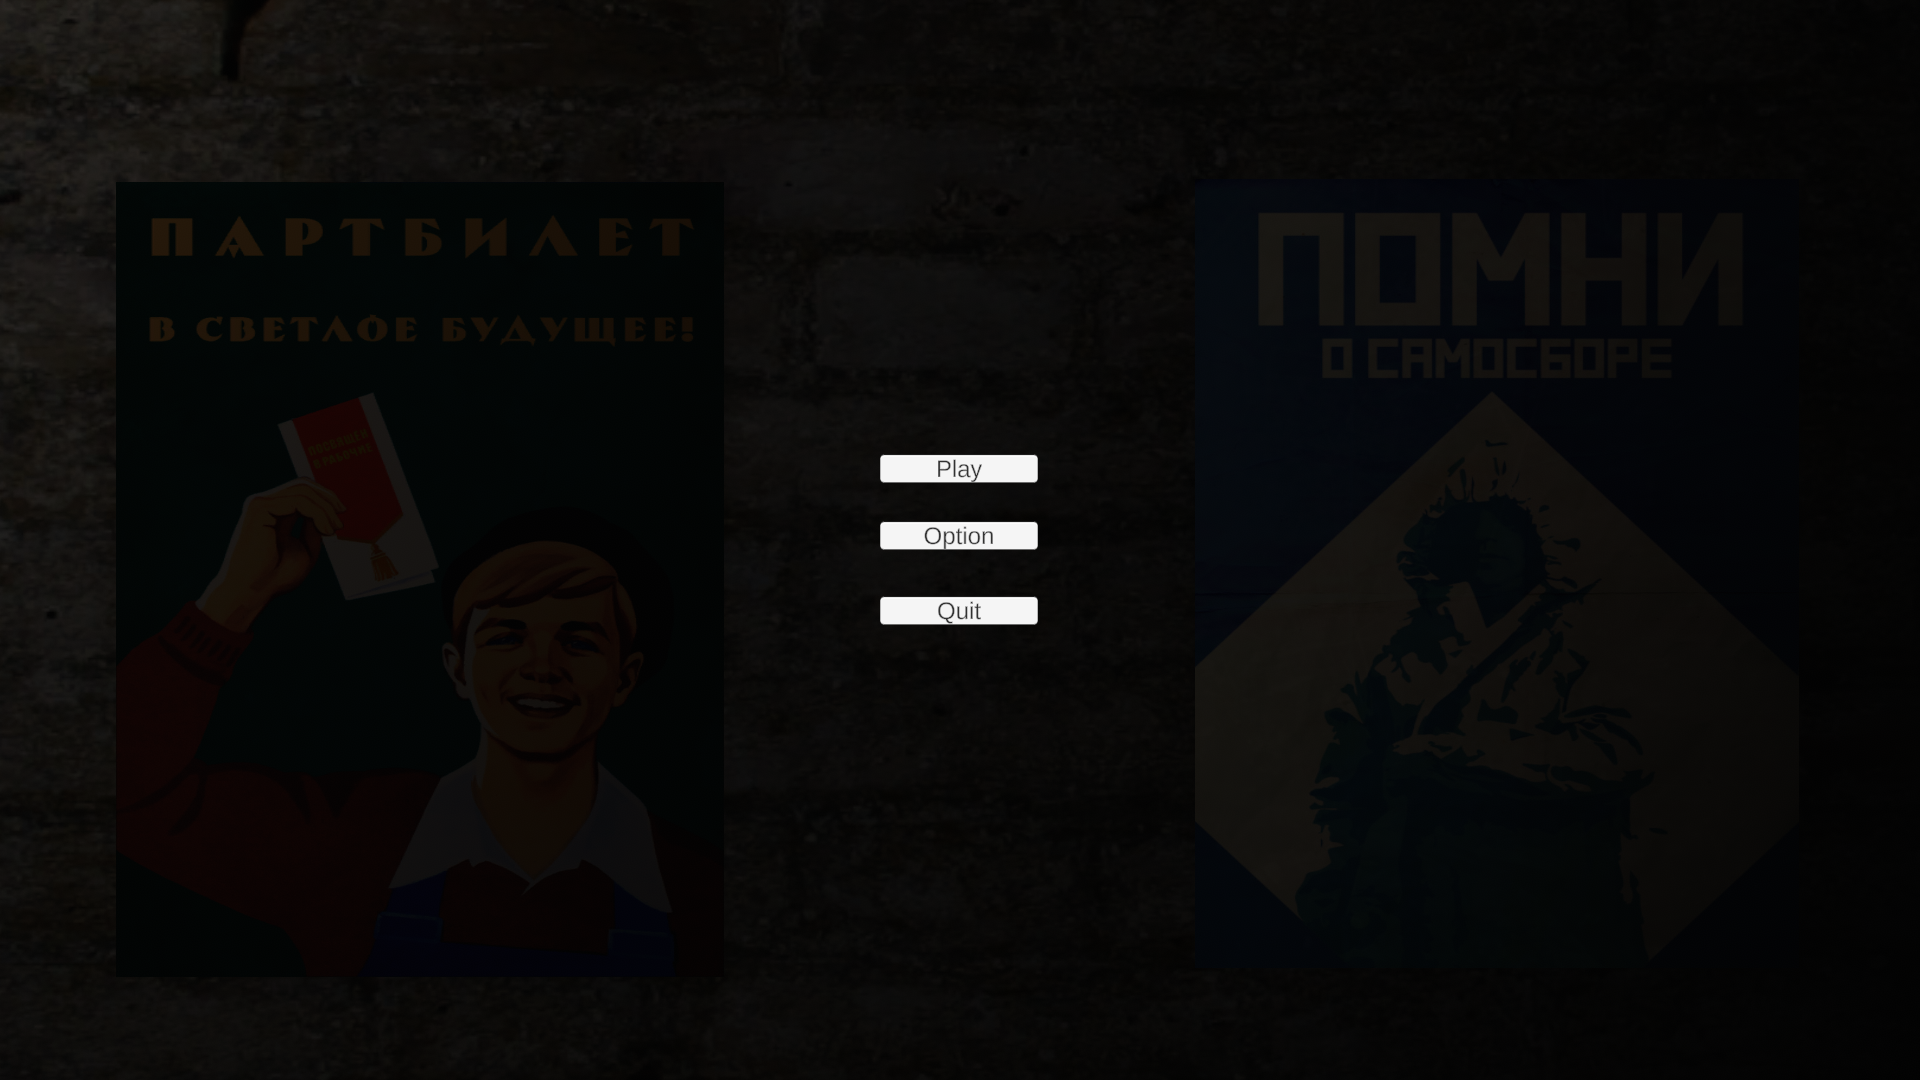 ПАРТБИЛЕТ
В СВЕТЛОЕ БУДУЩЕЕ!
ПОМНИ
О САМОСБОРЕ
Play
Option
Quit